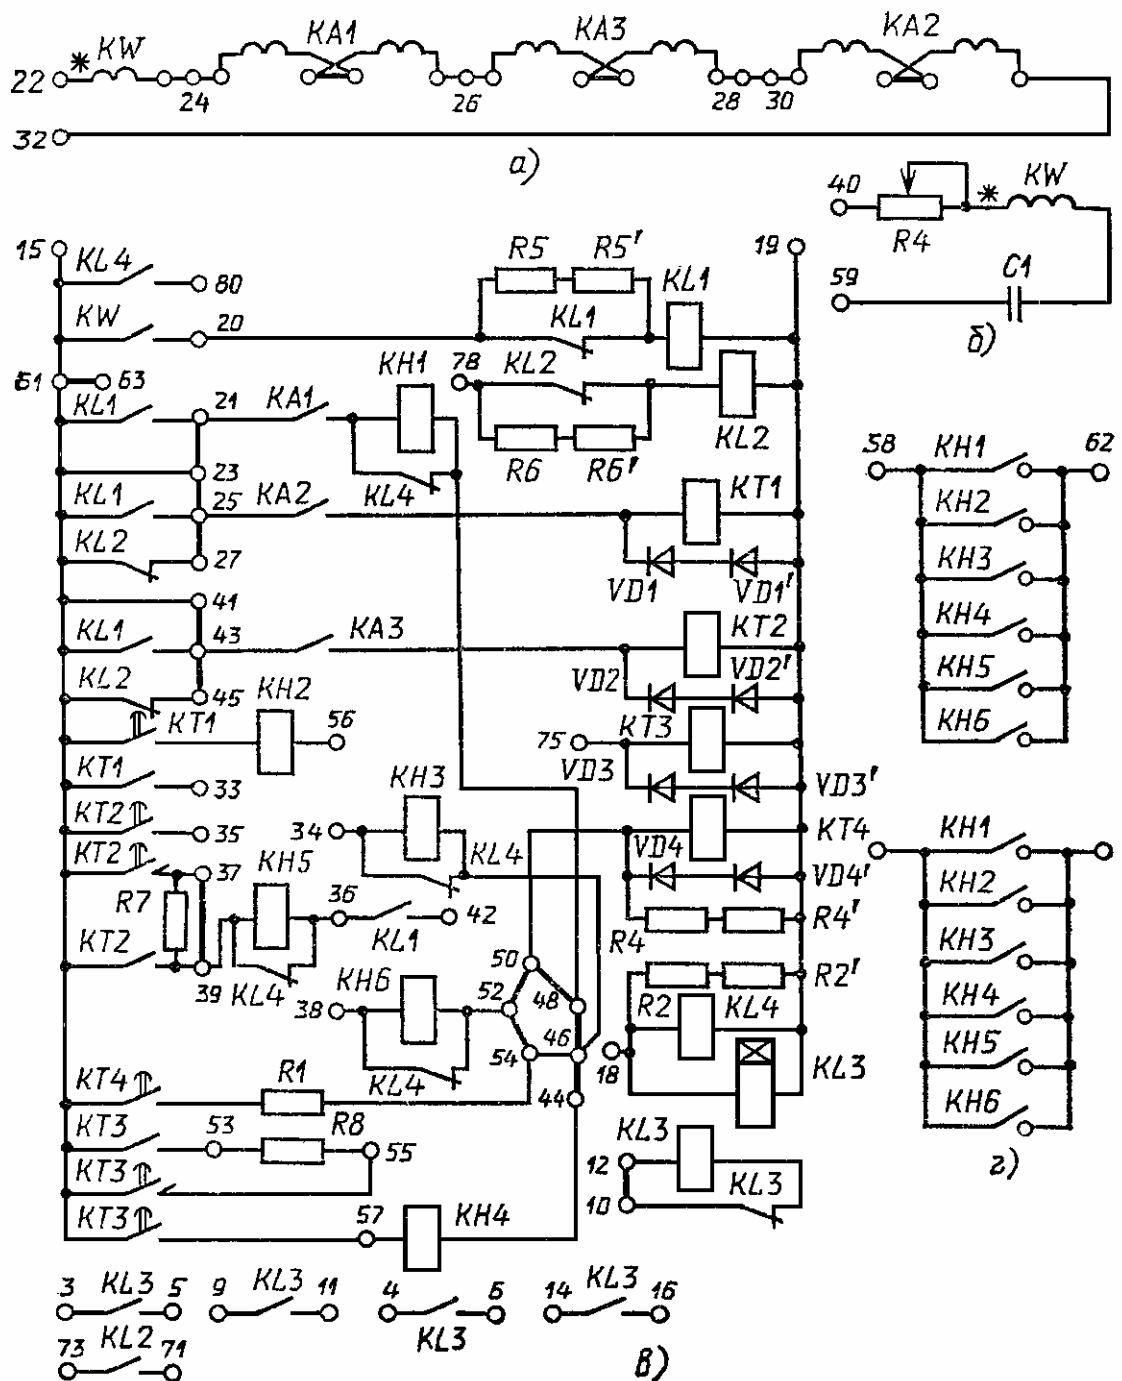 * KW KA1 KA3 KA2
22 24 26 28 30
32
а)
40 * KW
R4
59 C1
б)
15 KL4 80 R5 R5' 19
KL1
KW 20 KL1
61 63 KH1 78 KL2
KL1 21 KA1 KL2
23 R6 R6'
KL1 25 KA2 KL4 KT1
KL2 27 VD1 VD1'
41
KL1 43 KA3 KT2
KL2 45 KH2 VD2 VD2'
KT1 56 KT3
75
KT1 33 KH3 VD3 VD3'
KT2 35 34 KT4
KT2 37 KH5 KL4 VD4 VD4'
R7 36 42 R4 R4'
KT2 39 KL4 KL1 50 R2'
KH6 52 48 R2 KL4
38 46
54 18 KL3
KT4 R1 KL4 44
KT3 53 R8 55 KL3
KT3 12 KL3
KT3 57 KH4 10
3 KL3 5 9 KL3 11 4 KL3 6 14 KL3 16
73 KL2 71
в)
58 KH1 62
KH2
KH3
KH4
KH5
KH6
KH1
KH2
KH3
KH4
KH5
KH6
г)